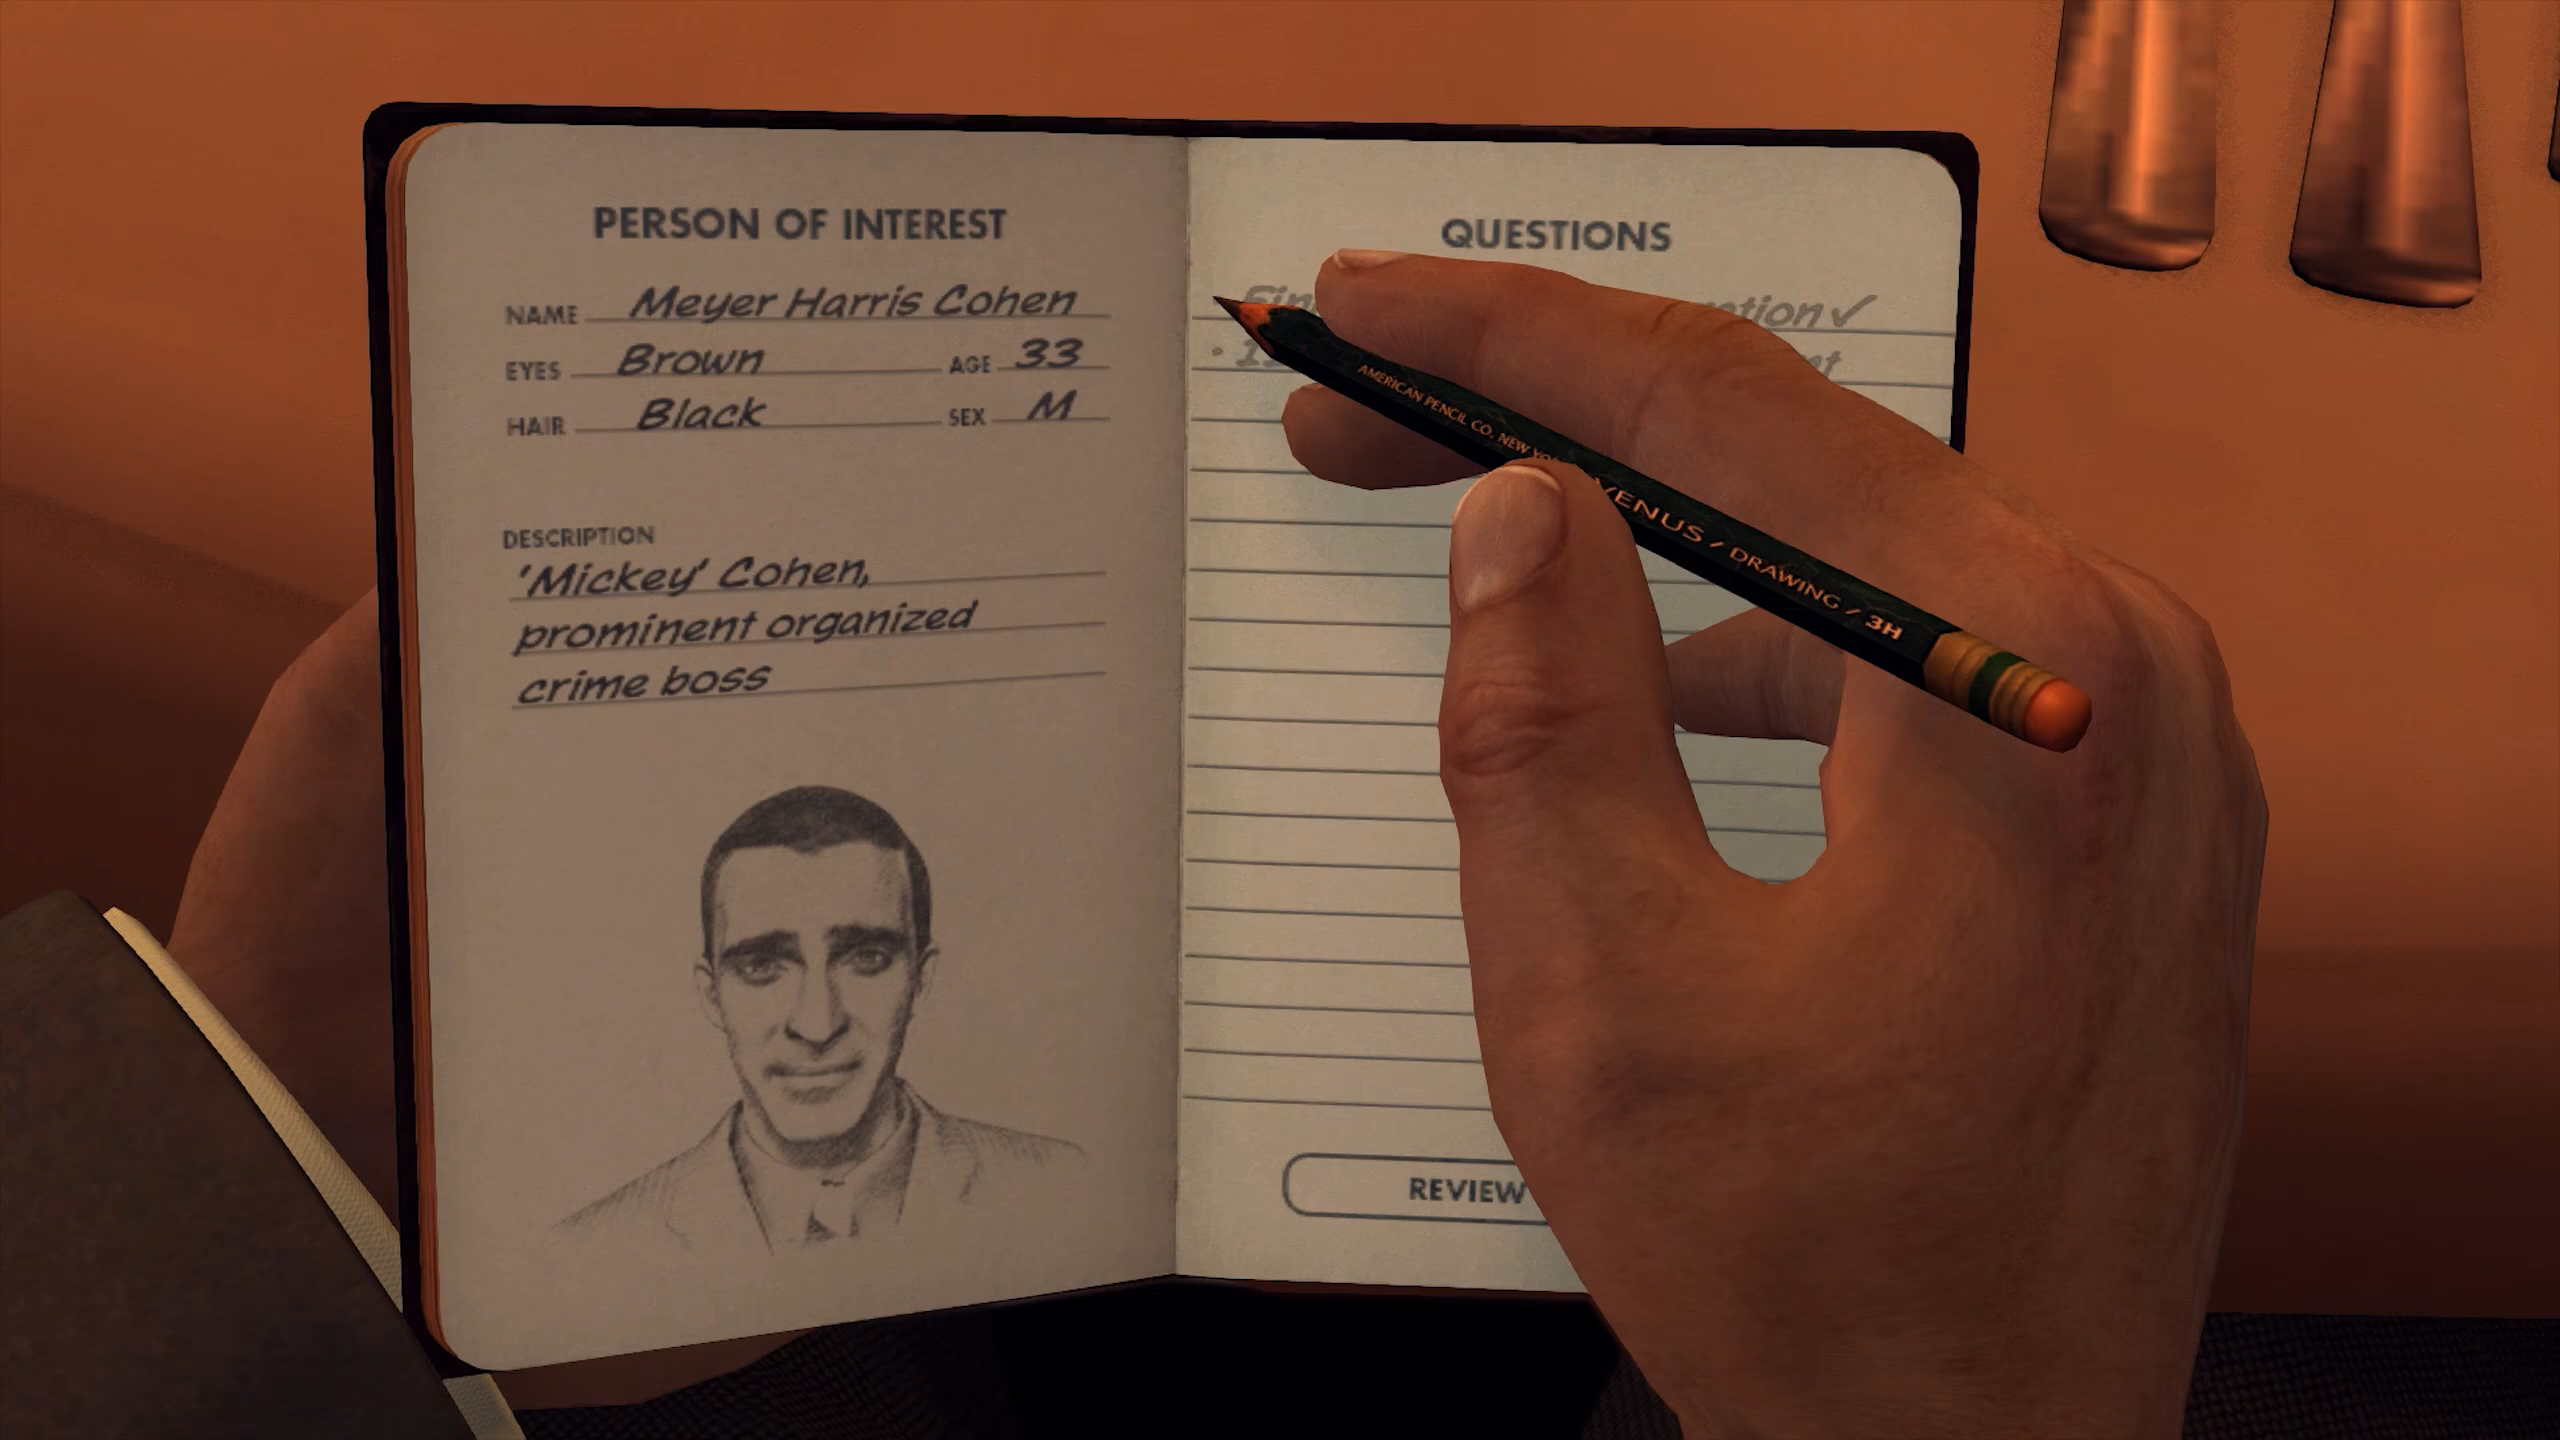 PERSON OF INTEREST
NAME Meyer Harris Cohen
EYES Brown AGE 33
HAIR Black SEX M
DESCRIPTION
'Mickey' Cohen,
prominent organized
crime boss
QUESTIONS
✓
•
AMERICAN PENCIL CO. NEW
VENUS / DRAWING / 3H
REVIEW